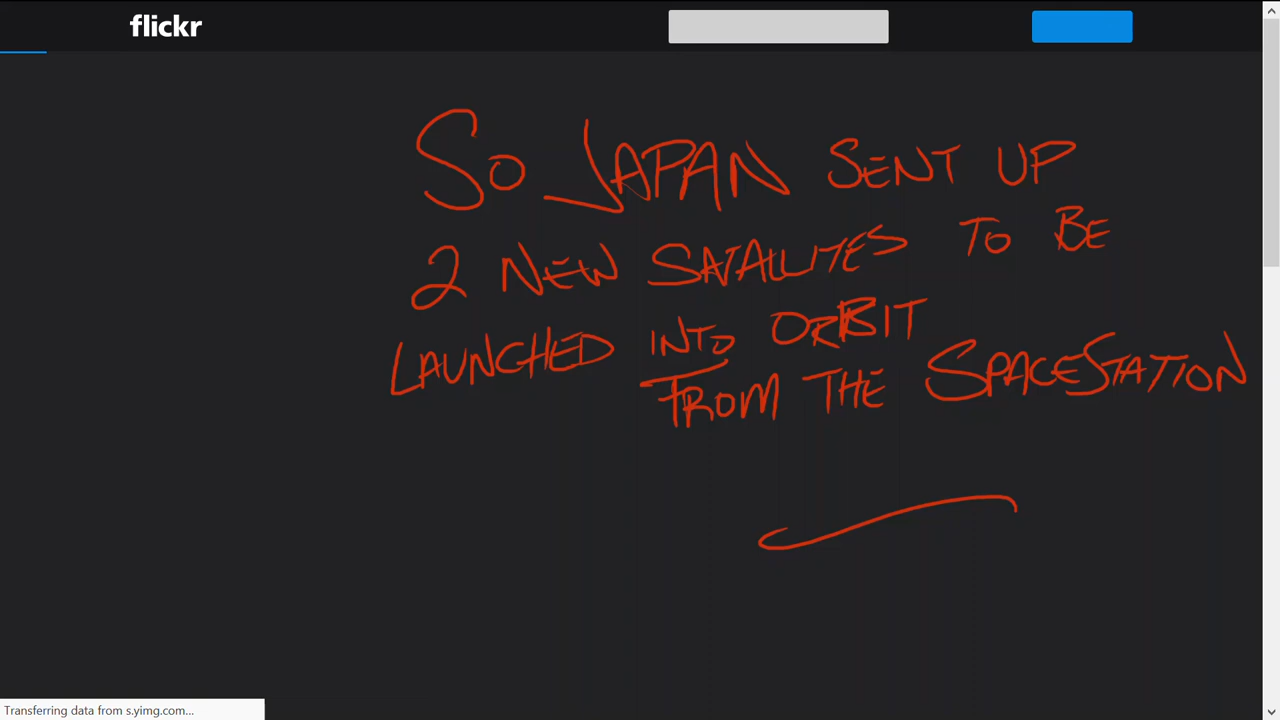 flickr
So JAPAN SENT UP
2 NEW SATALLITES TO BE
LAUNCHED INTO ORBIT
FROM THE SPACESTATION
Transferring data from s.yimg.com...